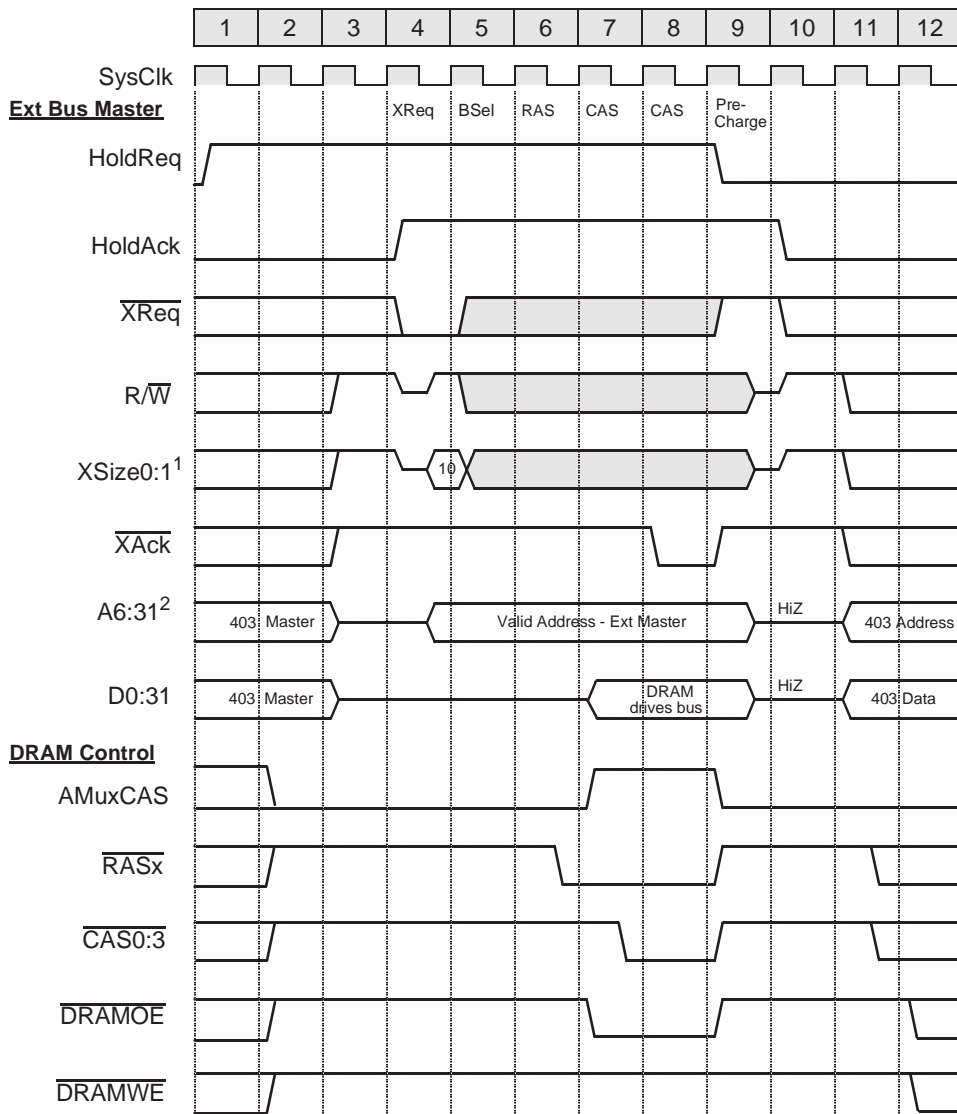 1 2 3 4 5 6 7 8 9 10 11 12
SysClk
Ext Bus Master
XReq BSel RAS CAS CAS Pre-
Charge
HoldReq
HoldAck
XReq
R/W
XSize0:1¹ 10
XAck
A6:31² 403 Master Valid Address - Ext Master HiZ 403 Address
D0:31 403 Master DRAM
drives bus HiZ 403 Data
DRAM Control
AMuxCAS
RASx
CAS0:3
DRAMOE
DRAMWE